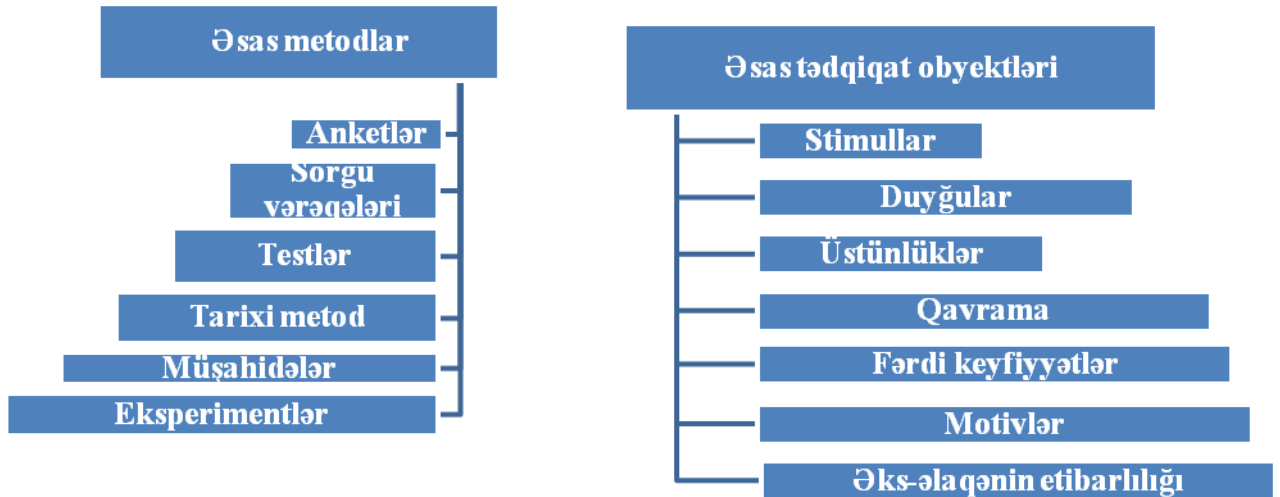 Əsas metodlar
Anketlər
Sorgu
vərəqələri
Testlər
Tarixi metod
Müşahidələr
Eksperimentlər
Əsas tədqiqat obyektləri
Stimullar
Duyğular
Üstünlüklər
Qavrama
Fərdi keyfiyyətlər
Motivlər
Əks-əlaqənin etibarlılığı